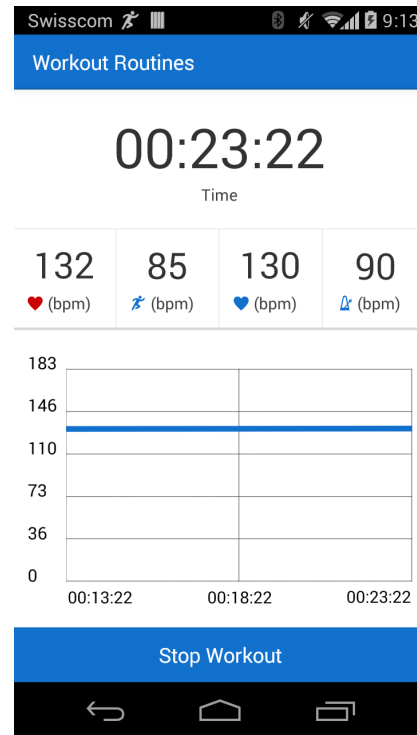 Swisscom 9:13
Workout Routines
00:23:22
Time
132 85 130 90
(bpm) (bpm) (bpm) (bpm)
183
146
110
73
36
0
00:13:22 00:18:22 00:23:22
Stop Workout